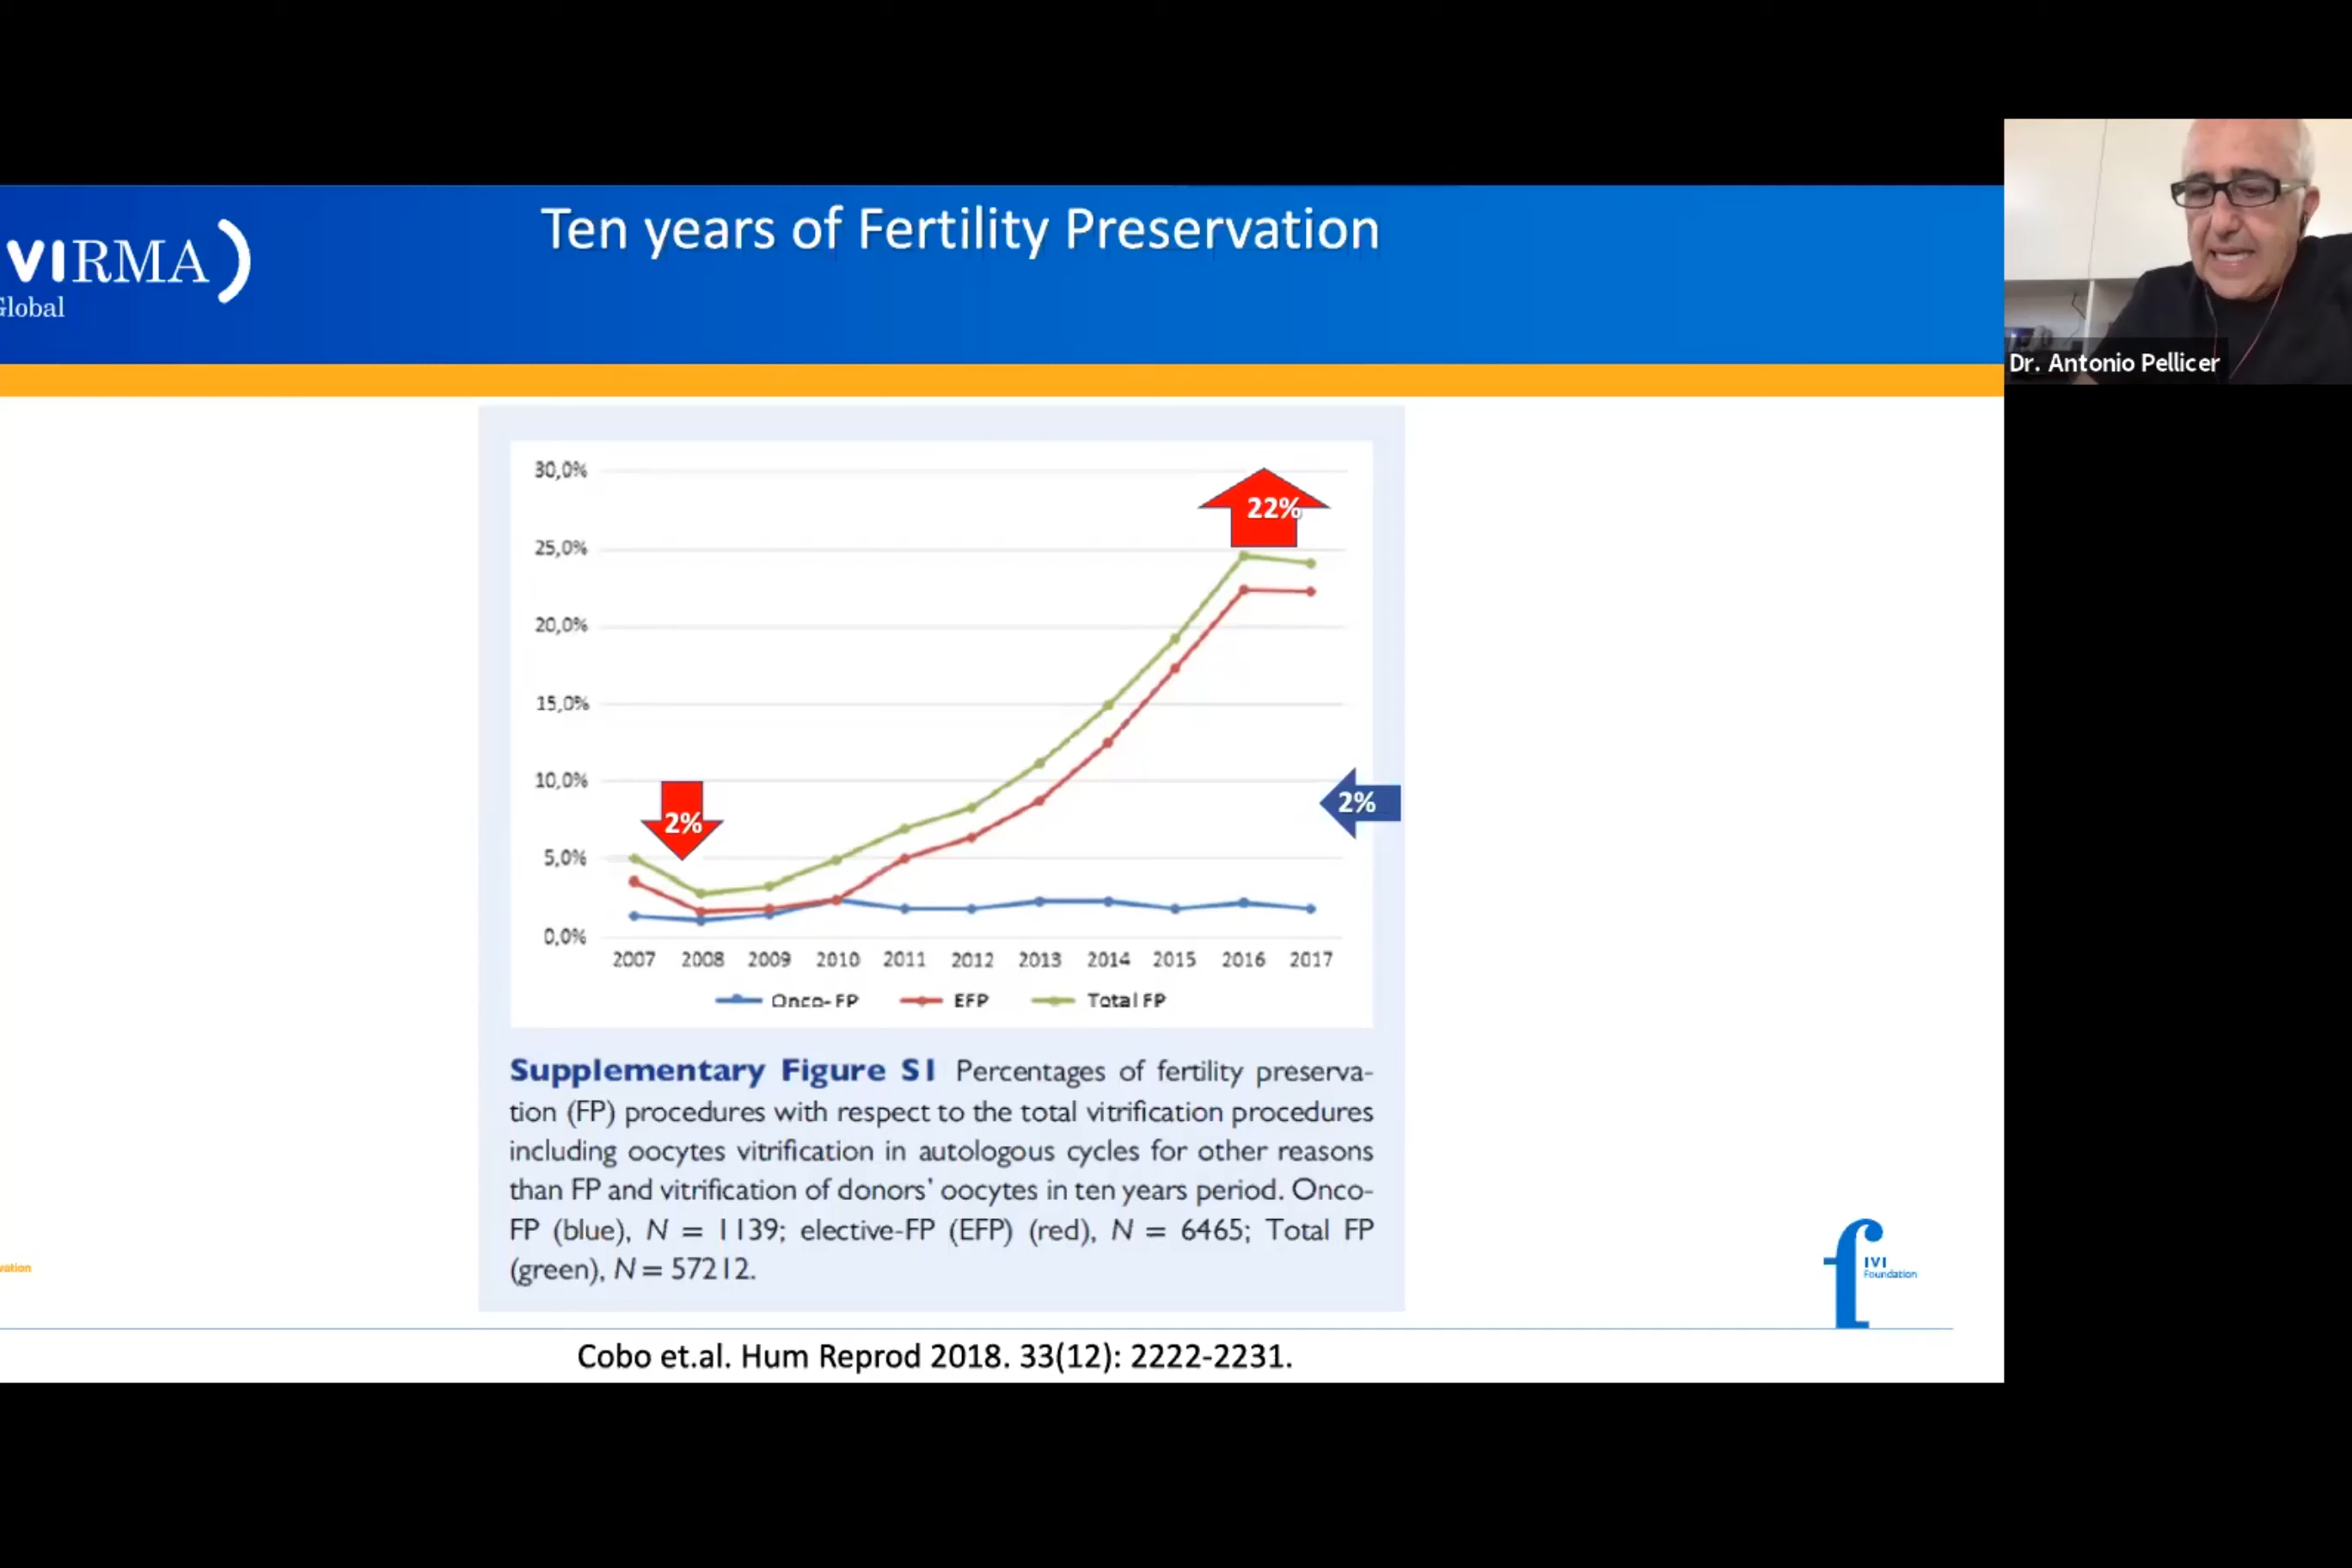 Ten years of Fertility Preservation
VIRMA
Global
Dr. Antonio Pellicer
30,0%
22%
25,0%
20,0%
15,0%
10,0%
2%
2%
5,0%
0,0%
2007 2008 2009 2010 2011 2012 2013 2014 2015 2016 2017
Onco-FP EFP Total FP
Supplementary Figure S1 Percentages of fertility preserva-
tion (FP) procedures with respect to the total vitrification procedures
including oocytes vitrification in autologous cycles for other reasons
than FP and vitrification of donors' oocytes in ten years period. Onco-
FP (blue), N = 1139; elective-FP (EFP) (red), N = 6465; Total FP
(green), N = 57212.
vation
IVI
Foundation
Cobo et.al. Hum Reprod 2018. 33(12): 2222-2231.